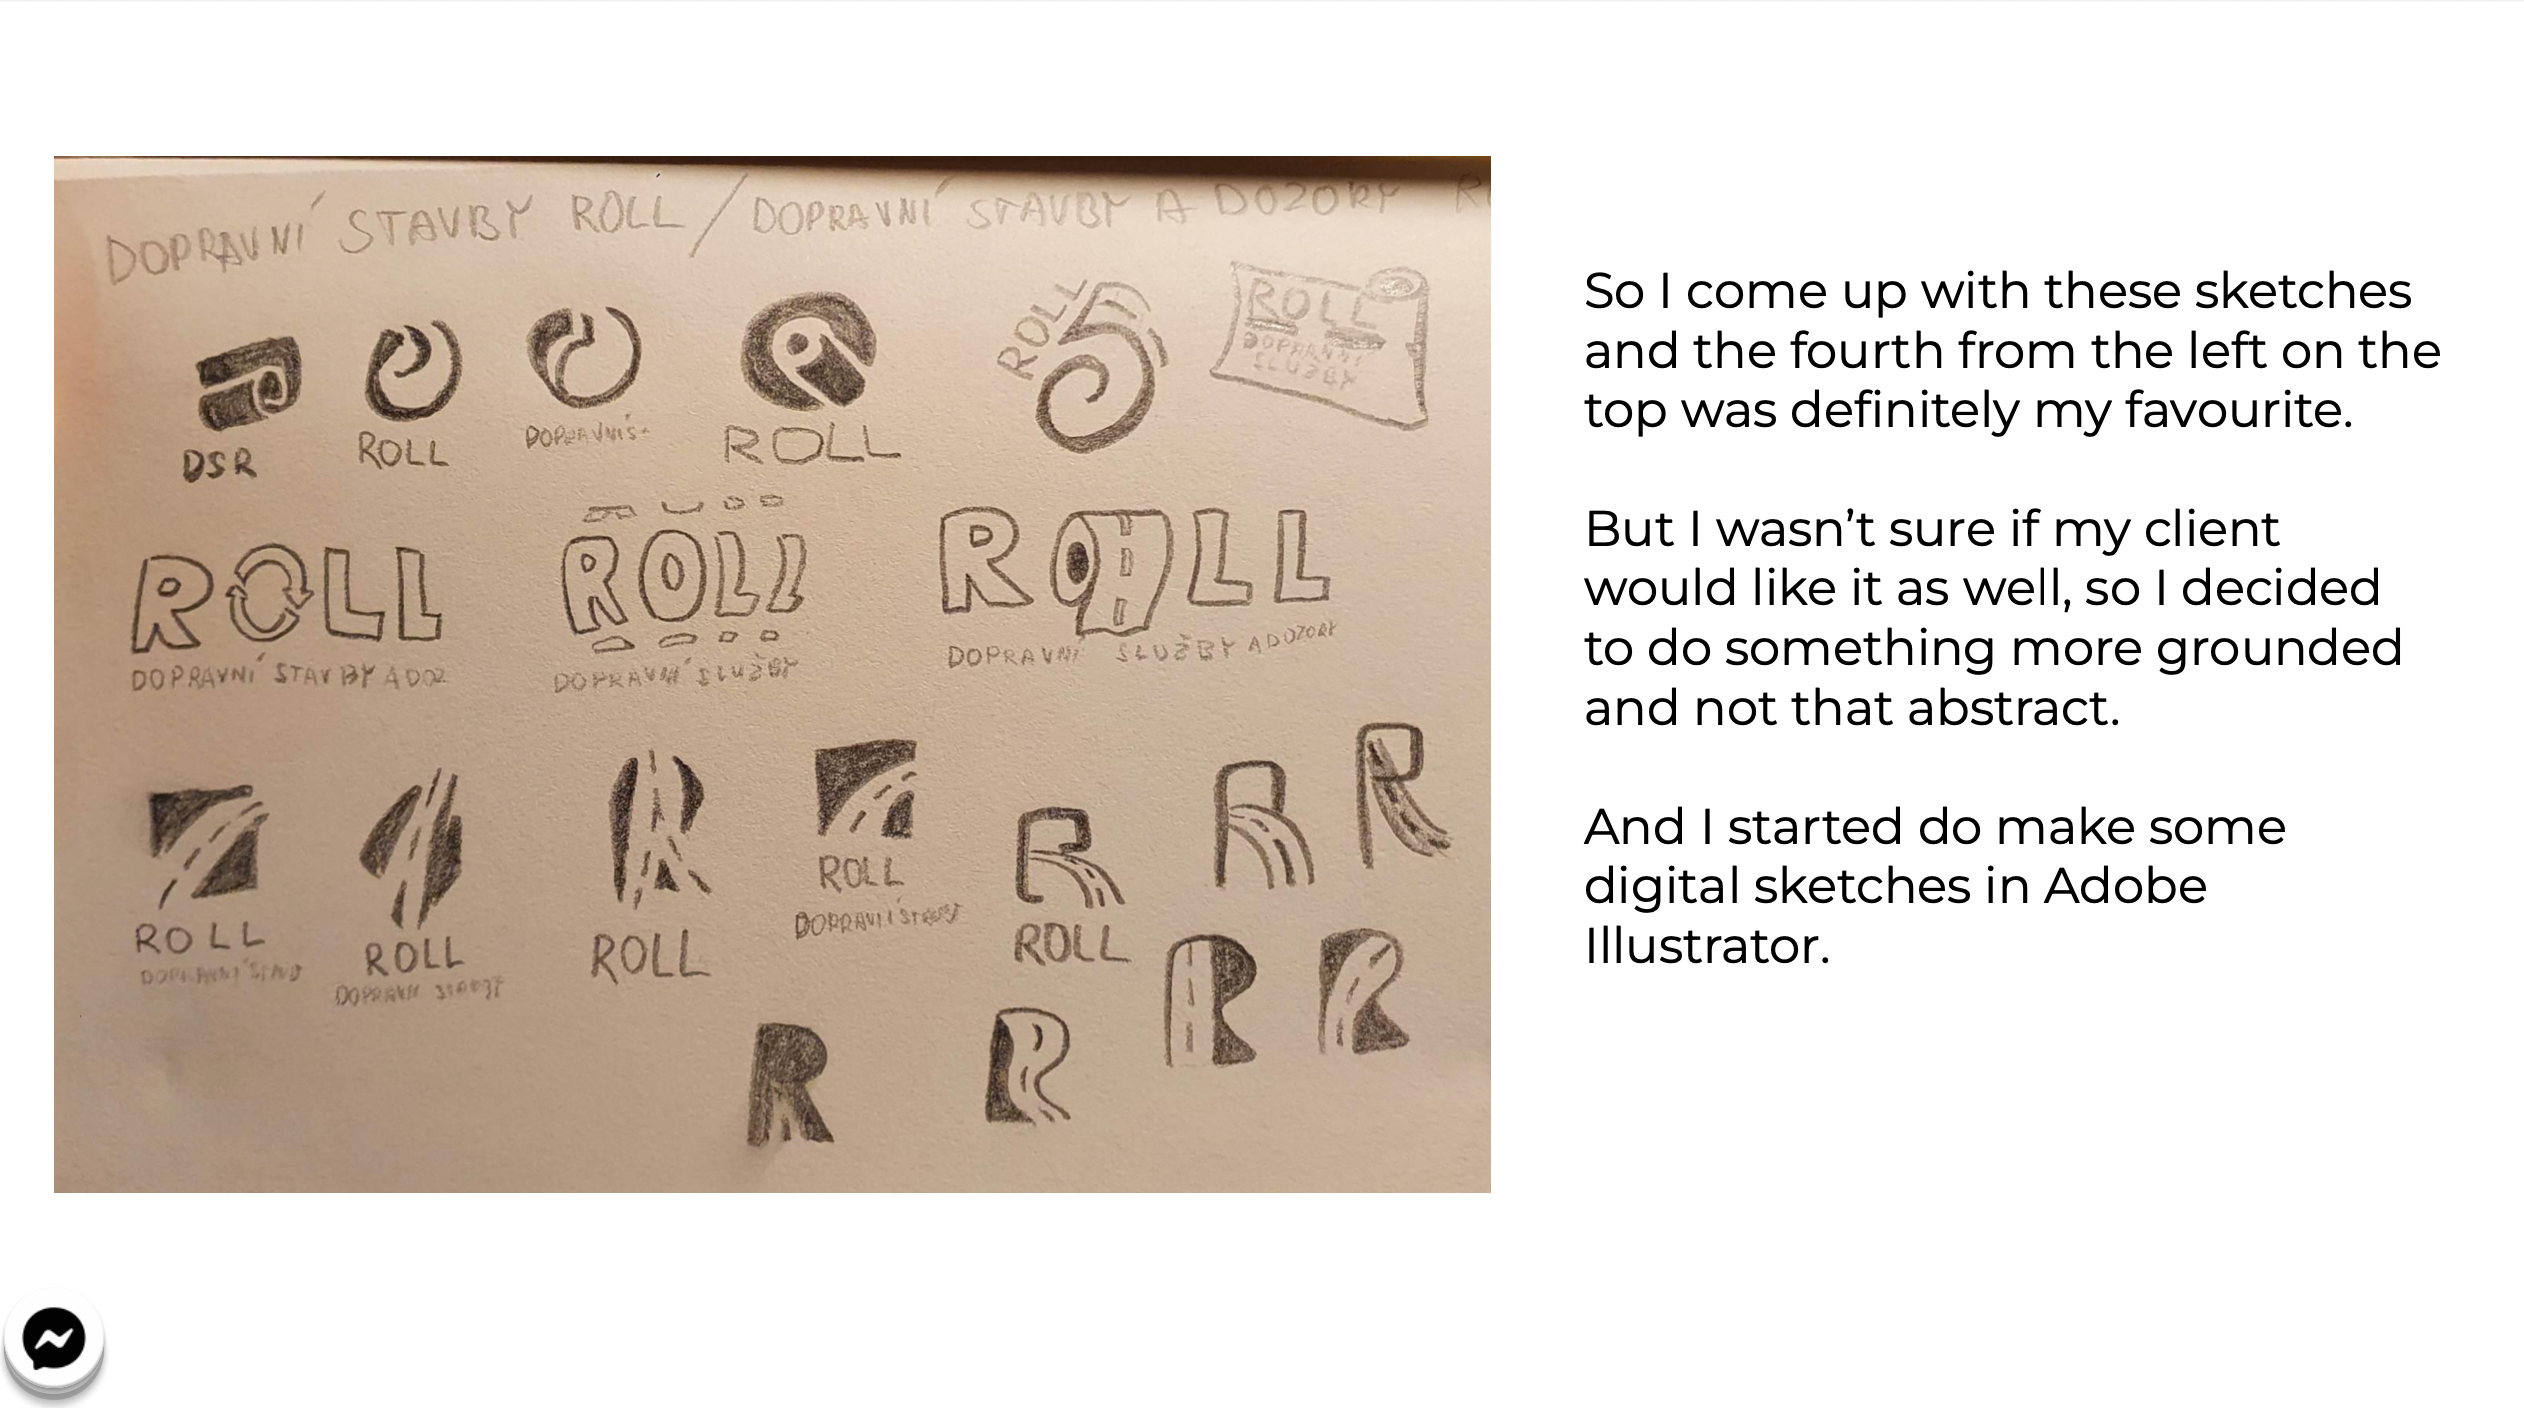 DOPRAVNÍ STAVBY ROLL / DOPRAVNÍ STAVBY A DOZORY
DSR
ROLL
DOPRAVNÍ S
ROLL
ROLL
ROLL
DOPRAVNÍ
SLUŽBY
ROLL
DOPRAVNÍ STAVBY A DOZ
ROLL
DOPRAVNÍ SLUŽBY
ROLL
DOPRAVNÍ SLUŽBY A DOZORY
ROLL
DOPRAVNÍ STAVB
ROLL
DOPRAVNÍ STAVBY
ROLL
ROLL
DOPRAVNÍ STAVBY
ROLL
R
R
R
R
R
R
So I come up with these sketches
and the fourth from the left on the
top was definitely my favourite.
But I wasn’t sure if my client
would like it as well, so I decided
to do something more grounded
and not that abstract.
And I started do make some
digital sketches in Adobe
Illustrator.